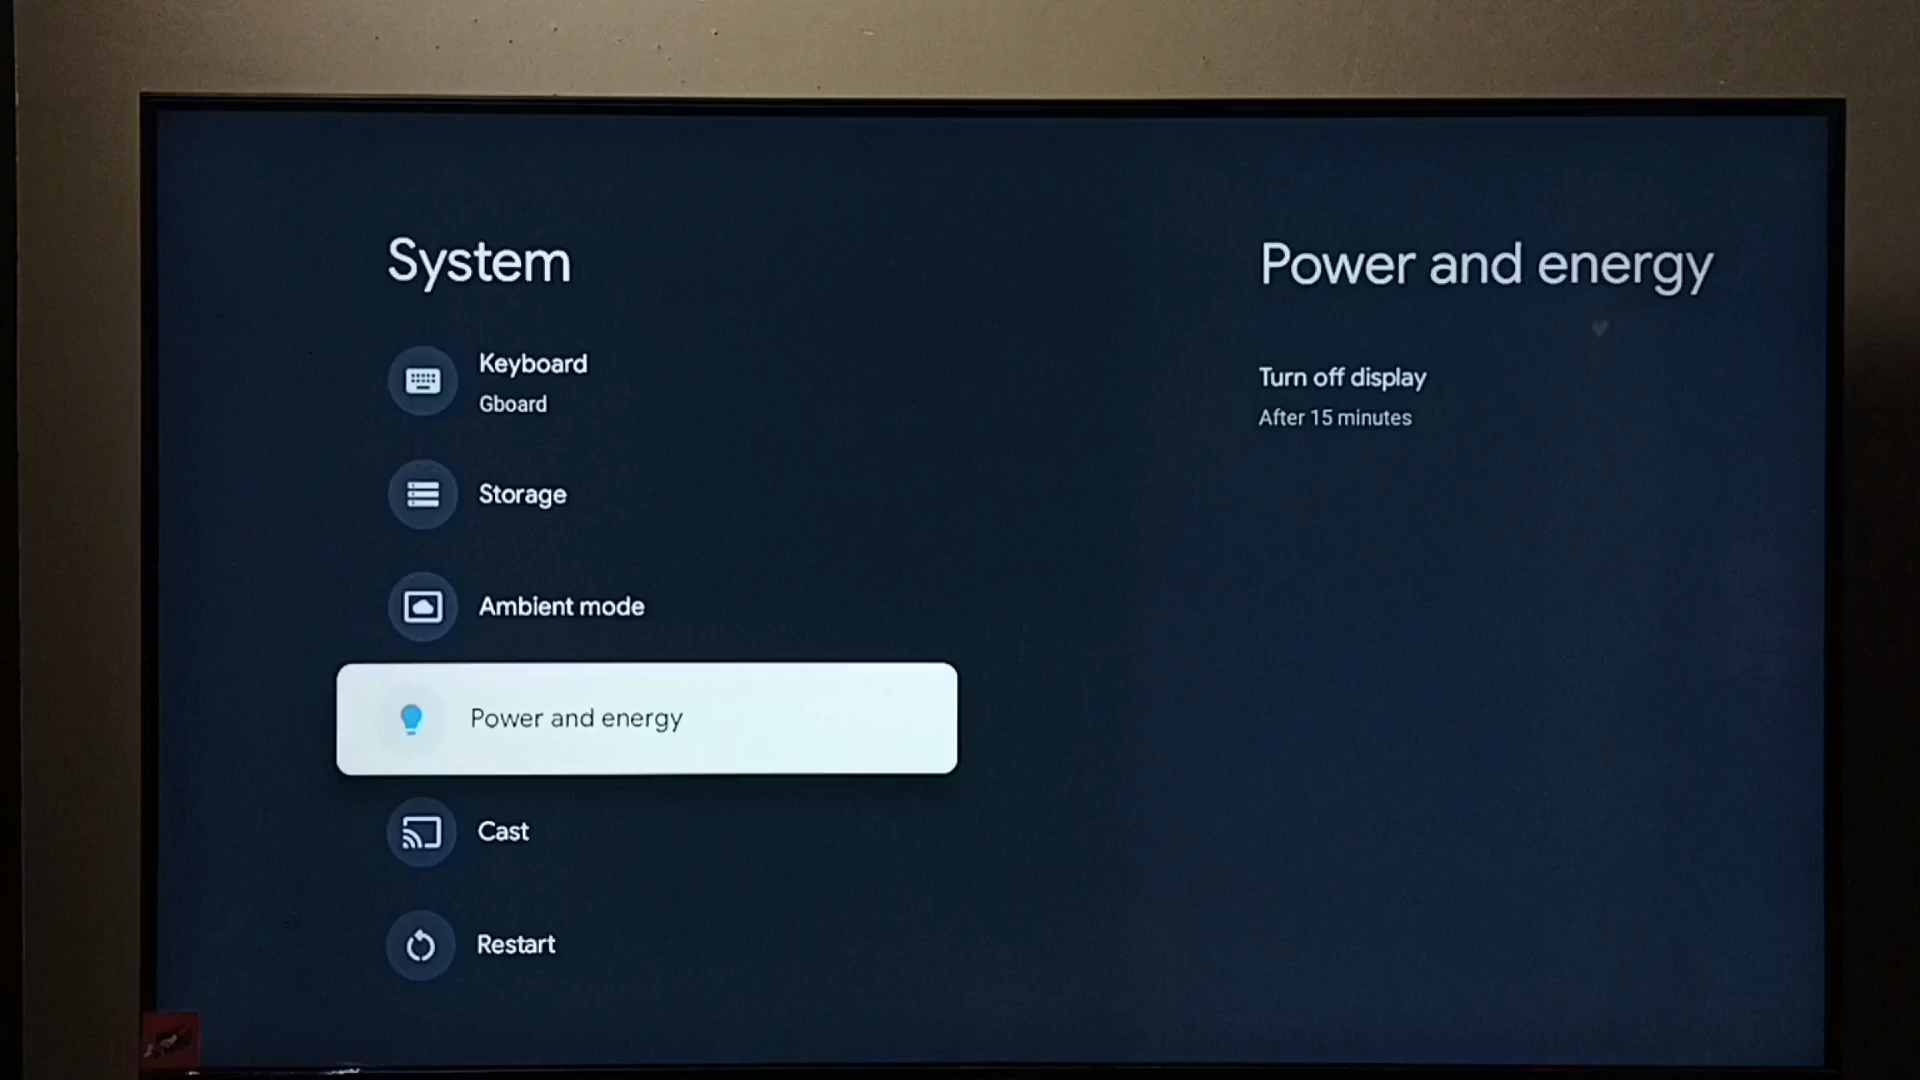 System
Keyboard
Gboard
Storage
Ambient mode
Power and energy
Cast
Restart
Power and energy
Turn off display
After 15 minutes